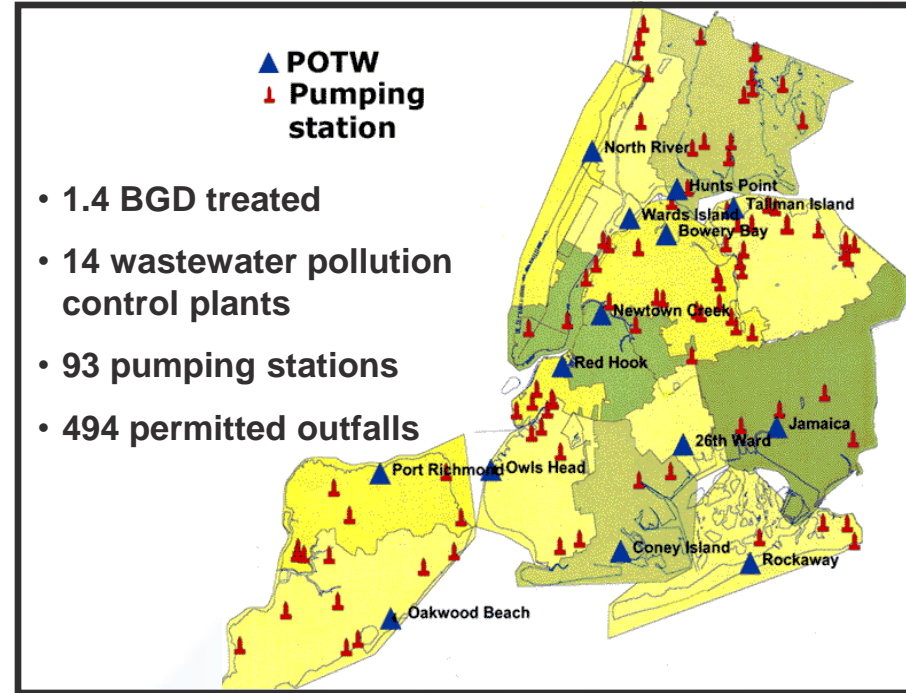 POTW
Pumping
station
• 1.4 BGD treated
• 14 wastewater pollution
control plants
• 93 pumping stations
• 494 permitted outfalls
North River
Hunts Point
Tallman Island
Wards Island
Bowery Bay
Newtown Creek
Red Hook
Jamaica
26th Ward
Port Richmond
Owls Head
Coney Island
Rockaway
Oakwood Beach